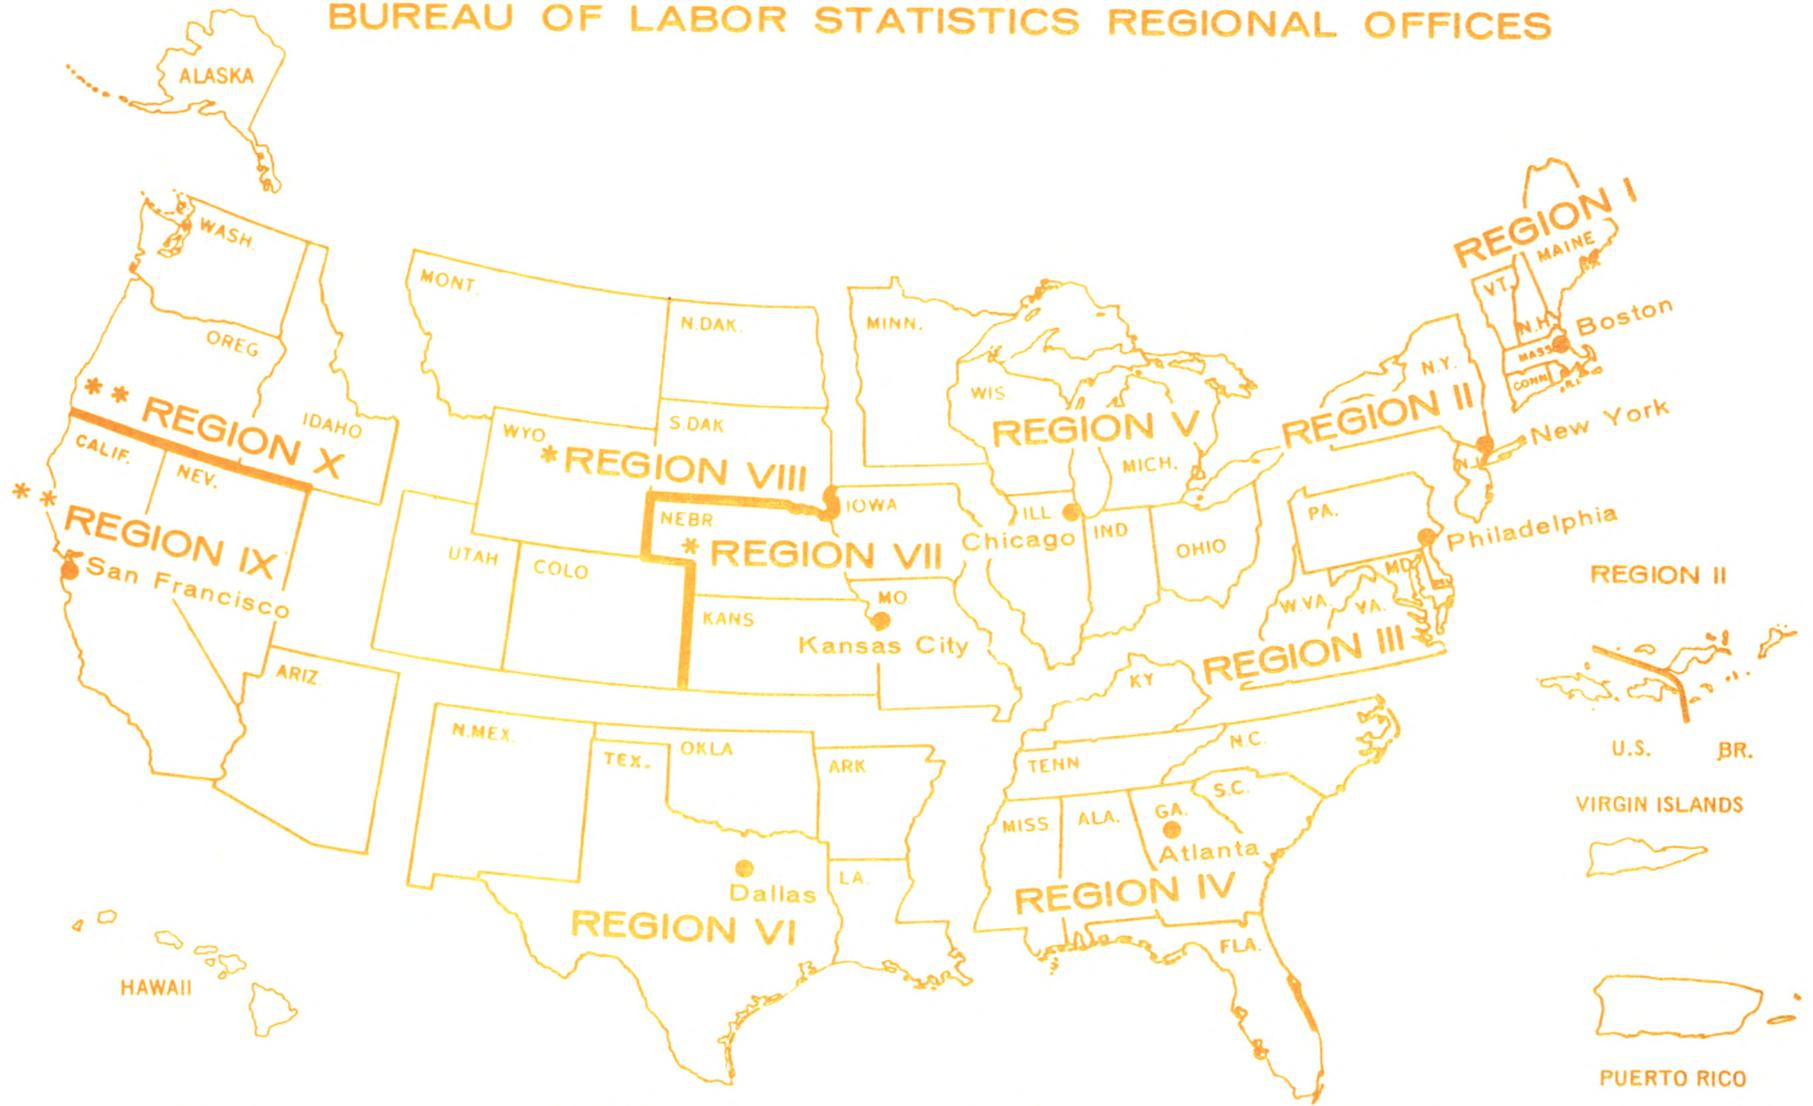 BUREAU OF LABOR STATISTICS REGIONAL OFFICES
ALASKA
WASH.
OREG
IDAHO
** REGION X
CALIF.
NEV.
** REGION IX
San Francisco
ARIZ.
HAWAII
MONT.
N.DAK.
S.DAK
WYO.
* REGION VIII
UTAH
COLO
NEBR
IOWA
* REGION VII
KANS
MO
Kansas City
N.MEX.
TEX.
OKLA
ARK
LA.
Dallas
REGION VI
MINN.
WIS.
REGION V
MICH.
ILL
Chicago
IND
OHIO
KY
TENN
N.C.
S.C.
MISS
ALA.
GA.
Atlanta
REGION IV
FLA.
REGION I
MAINE
VT.
N.H.
Boston
MASS
CONN
R.I.
N.Y.
REGION II
New York
N.J.
PA.
Philadelphia
MD.
W.VA.
VA.
REGION III
REGION II
U.S. BR.
VIRGIN ISLANDS
PUERTO RICO